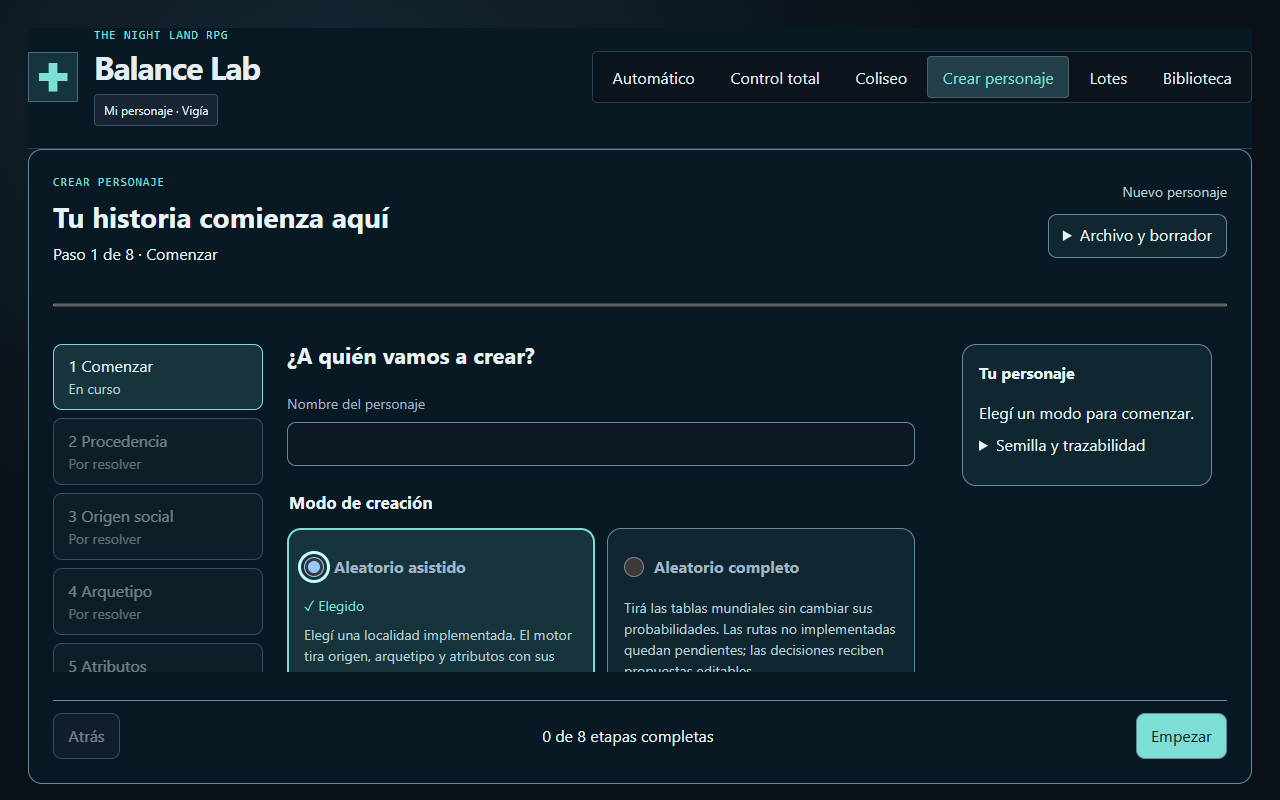 THE NIGHT LAND RPG
Balance Lab
Mi personaje · Vigía
Automático
Control total
Coliseo
Crear personaje
Lotes
Biblioteca
CREAR PERSONAJE
Tu historia comienza aquí
Paso 1 de 8 · Comenzar
Nuevo personaje
▶ Archivo y borrador
1 Comenzar
En curso
2 Procedencia
Por resolver
3 Origen social
Por resolver
4 Arquetipo
Por resolver
5 Atributos
¿A quién vamos a crear?
Nombre del personaje
Modo de creación
Aleatorio asistido
✓ Elegido
Elegí una localidad implementada. El motor
tira origen, arquetipo y atributos con sus
Aleatorio completo
Tirá las tablas mundiales sin cambiar sus
probabilidades. Las rutas no implementadas
quedan pendientes; las decisiones reciben
propuestas editables.
Tu personaje
Elegí un modo para comenzar.
▶ Semilla y trazabilidad
Atrás
0 de 8 etapas completas
Empezar